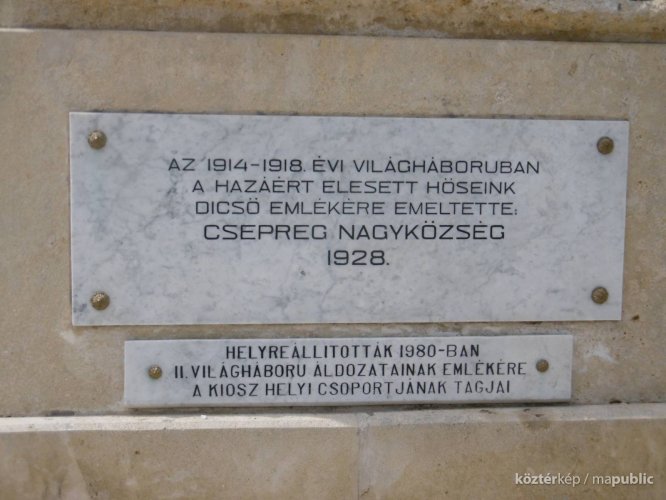 AZ 1914-1918. ÉVI VILÁGHÁBORUBAN
A HAZÁÉRT ELESETT HŐSEINK
DICSŐ EMLÉKÉRE EMELTETTE:
CSEPREG NAGYKÖZSÉG
1928.
HELYREÁLLITOTTÁK 1980-BAN
II. VILÁGHÁBORU ÁLDOZATAINAK EMLÉKÉRE
A KIOSZ HELYI CSOPORTJÁNAK TAGJAI
köztérkép / mapublic